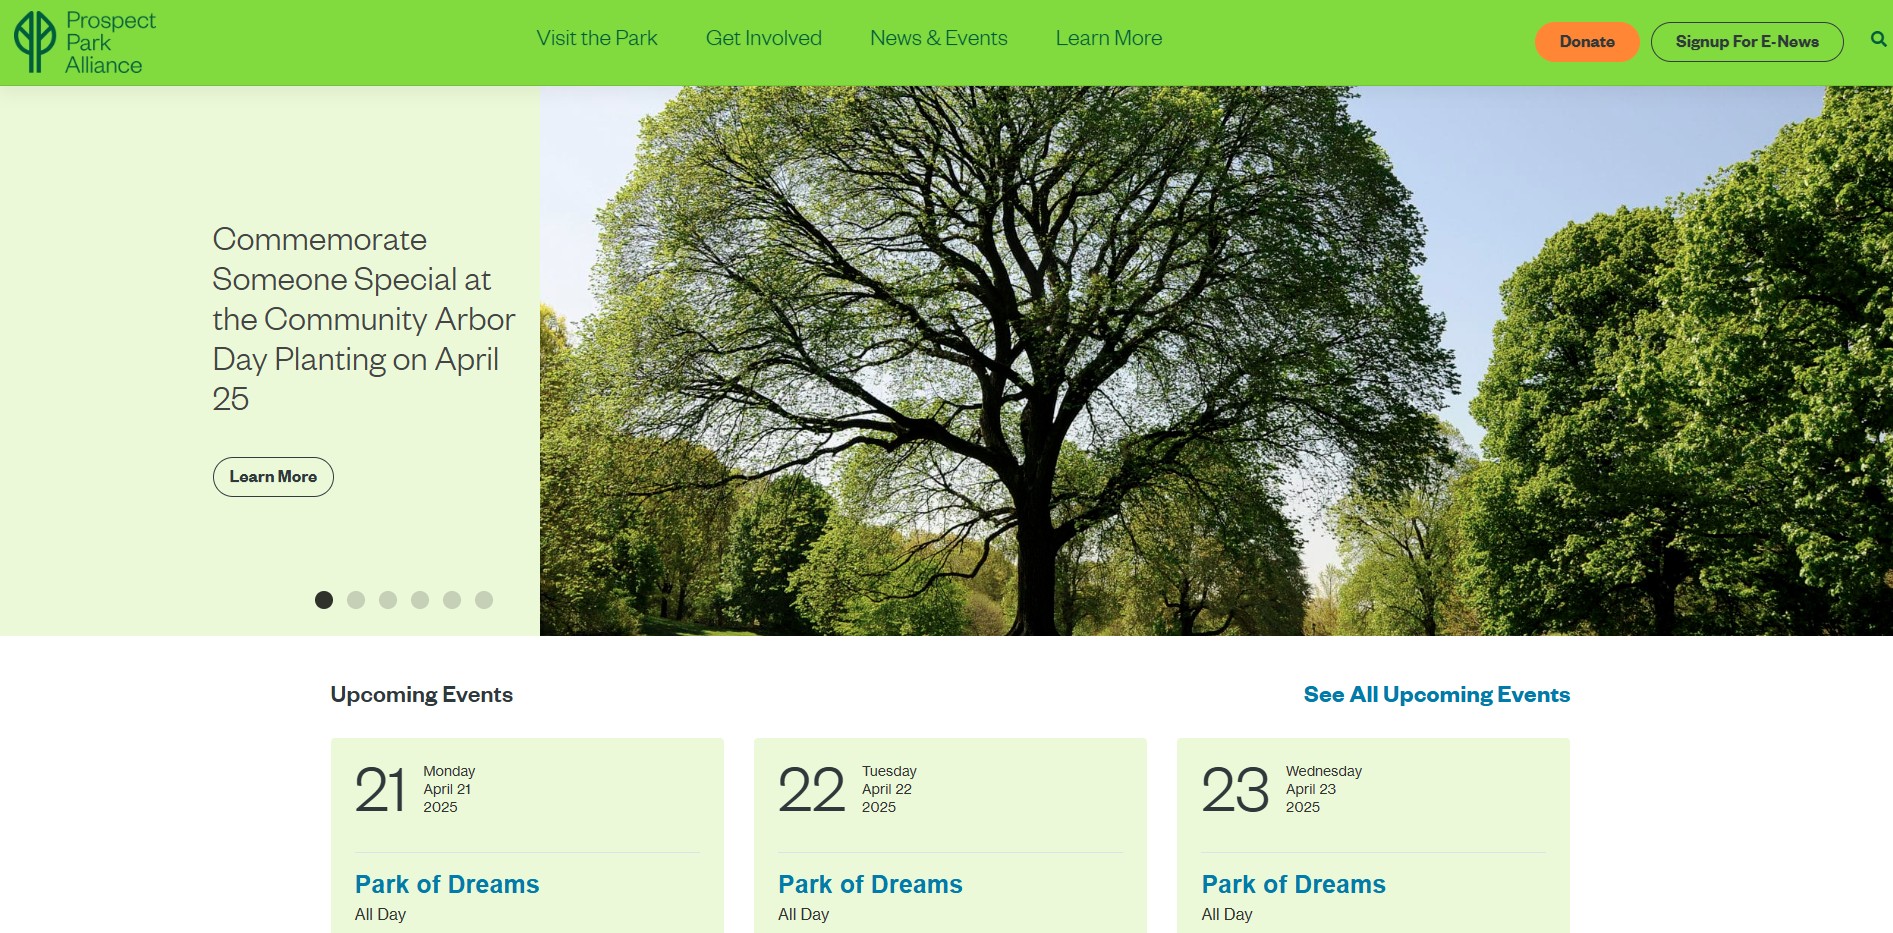 Prospect
Park
Alliance
Visit the Park
Get Involved
News & Events
Learn More
Donate
Signup For E-News
Commemorate
Someone Special at
the Community Arbor
Day Planting on April
25
Learn More
Upcoming Events
See All Upcoming Events
21
Monday
April 21
2025
Park of Dreams
All Day
22
Tuesday
April 22
2025
Park of Dreams
All Day
23
Wednesday
April 23
2025
Park of Dreams
All Day